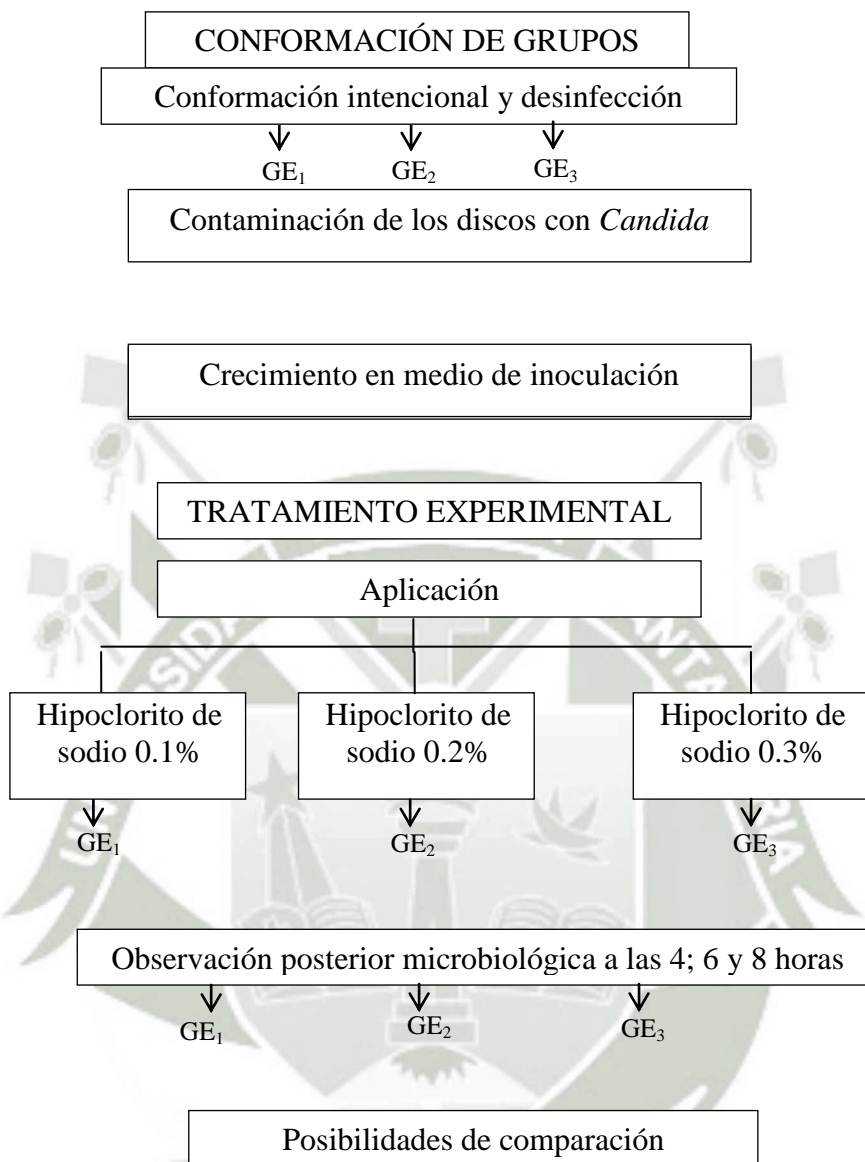 CONFORMACIÓN DE GRUPOS
Conformación intencional y desinfección
GE₁ GE₂ GE₃
Contaminación de los discos con Candida
Crecimiento en medio de inoculación
TRATAMIENTO EXPERIMENTAL
Aplicación
Hipoclorito de
sodio 0.1%
Hipoclorito de
sodio 0.2%
Hipoclorito de
sodio 0.3%
GE₁ GE₂ GE₃
Observación posterior microbiológica a las 4; 6 y 8 horas
GE₁ GE₂ GE₃
Posibilidades de comparación